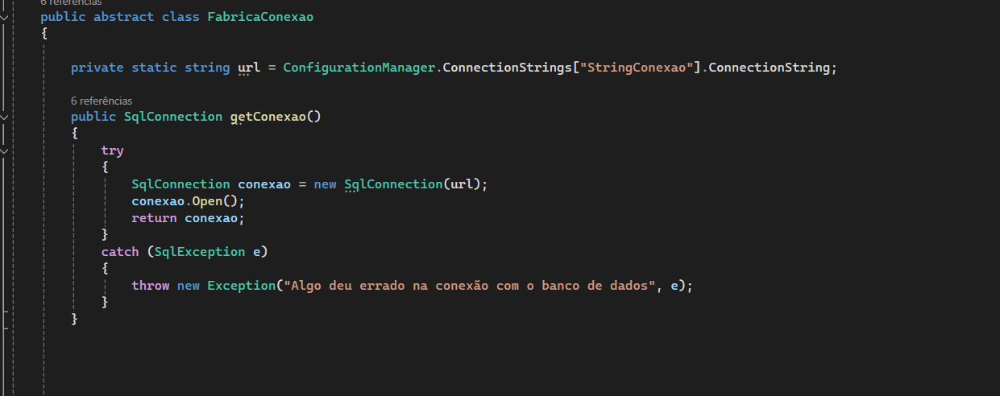 6 referências
public abstract class FabricaConexao
{
private static string url = ConfigurationManager.ConnectionStrings["StringConexao"].ConnectionString;
6 referências
public SqlConnection getConexao()
{
try
{
SqlConnection conexao = new SqlConnection(url);
conexao.Open();
return conexao;
}
catch (SqlException e)
{
throw new Exception("Algo deu errado na conexão com o banco de dados", e);
}
}